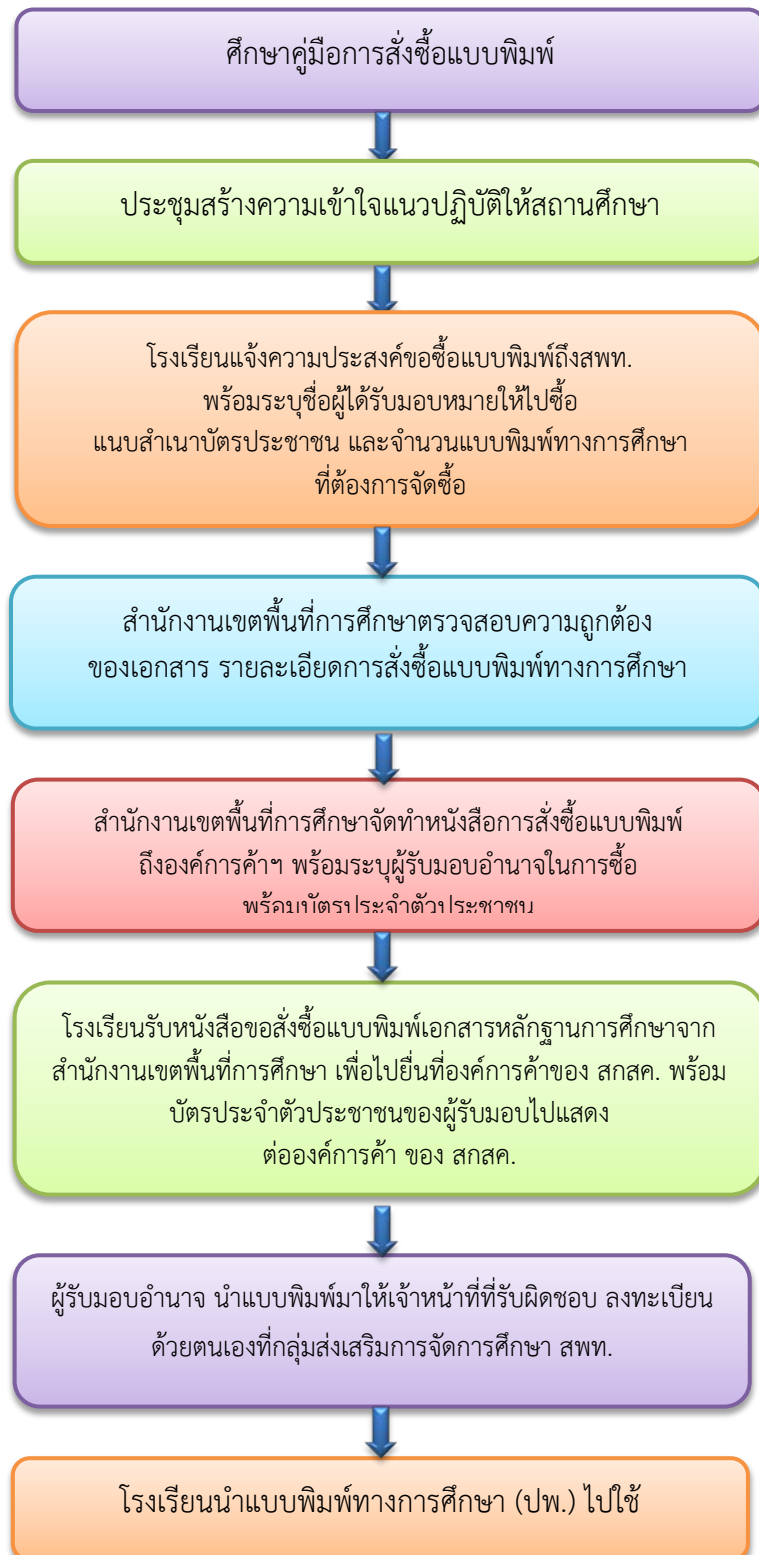 ศึกษาคู่มือการสั่งซื้อแบบพิมพ์
ประชุมสร้างความเข้าใจแนวปฏิบัติให้สถานศึกษา
โรงเรียนแจ้งความประสงค์ขอซื้อแบบพิมพ์ถึงสพท.
พร้อมระบุชื่อผู้ได้รับมอบหมายให้ไปซื้อ
แนบสำเนาบัตรประชาชน และจำนวนแบบพิมพ์ทางการศึกษา
ที่ต้องการจัดซื้อ
สำนักงานเขตพื้นที่การศึกษาตรวจสอบความถูกต้อง
ของเอกสาร รายละเอียดการสั่งซื้อแบบพิมพ์ทางการศึกษา
สำนักงานเขตพื้นที่การศึกษาจัดทำหนังสือการสั่งซื้อแบบพิมพ์
ถึงองค์การค้าฯ พร้อมระบุผู้รับมอบอำนาจในการซื้อ
พร้อมบัตรประจำตัวประชาชน
โรงเรียนรับหนังสือขอสั่งซื้อแบบพิมพ์เอกสารหลักฐานการศึกษาจาก
สำนักงานเขตพื้นที่การศึกษา เพื่อไปยื่นที่องค์การค้าของ สกสค. พร้อม
บัตรประจำตัวประชาชนของผู้รับมอบไปแสดง
ต่อองค์การค้า ของ สกสค.
ผู้รับมอบอำนาจ นำแบบพิมพ์มาให้เจ้าหน้าที่ที่รับผิดชอบ ลงทะเบียน
ด้วยตนเองที่กลุ่มส่งเสริมการจัดการศึกษา สพท.
โรงเรียนนำแบบพิมพ์ทางการศึกษา (ปพ.) ไปใช้